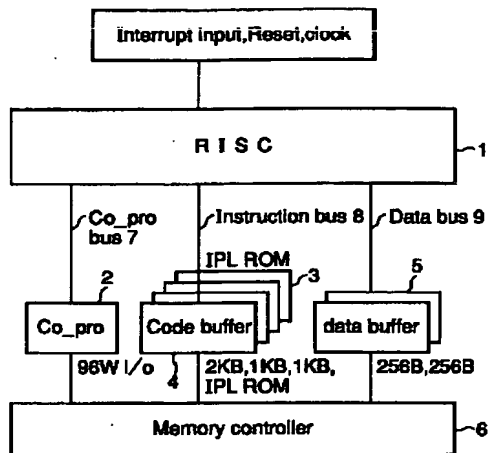 Interrupt input,Reset,clock
RISC
1
Co_pro
bus 7
Instruction bus 8
Data bus 9
IPL ROM
3
2
5
Co_pro
Code buffer
data buffer
96W I/o
4
2KB,1KB,1KB,
IPL ROM
256B,256B
Memory controller
6